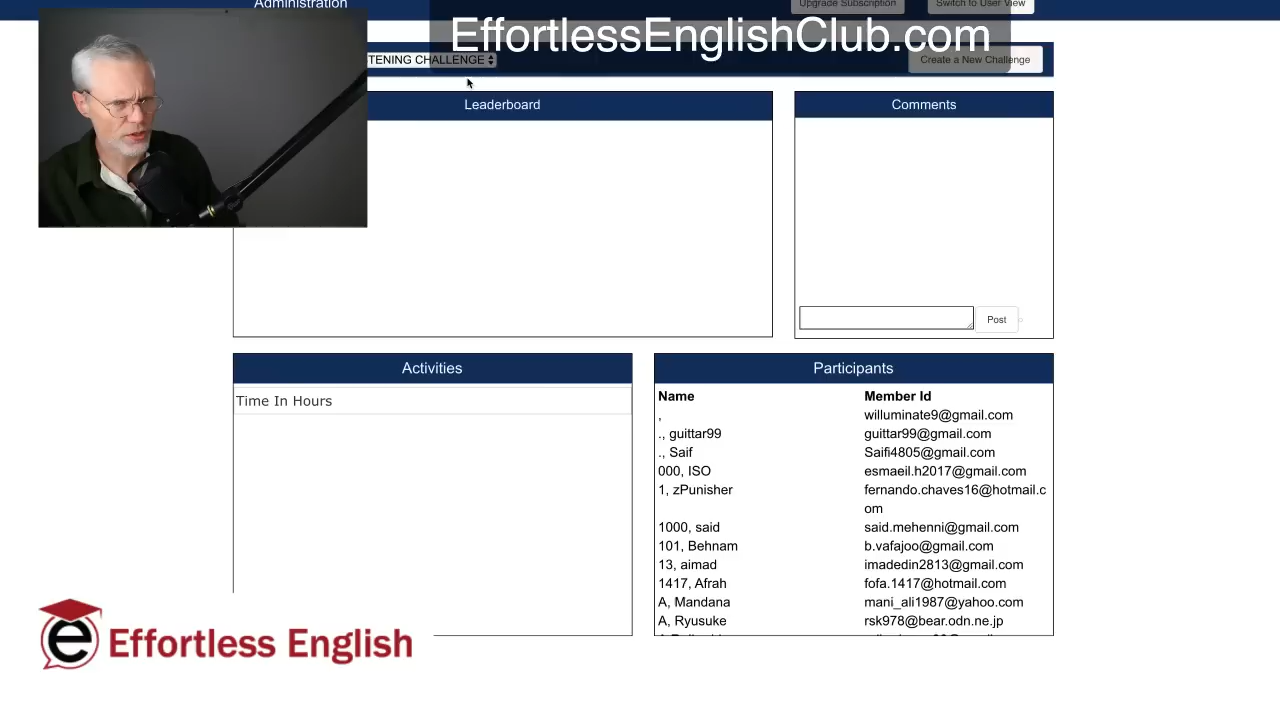 Administration
Upgrade Subscription
Switch to User View
EffortlessEnglishClub.com
TENING CHALLENGE
Create a New Challenge
Leaderboard
Comments
Post
Activities
Participants
Time In Hours
Name Member Id
, willuminate9@gmail.com
., guittar99 guittar99@gmail.com
., Saif Saifi4805@gmail.com
000, ISO esmaeil.h2017@gmail.com
1, zPunisher fernando.chaves16@hotmail.c
om
1000, said said.mehenni@gmail.com
101, Behnam b.vafajoo@gmail.com
13, aimad imadedin2813@gmail.com
1417, Afrah fofa.1417@hotmail.com
A, Mandana mani_ali1987@yahoo.com
A, Ryusuke rsk978@bear.odn.ne.jp
e Effortless English